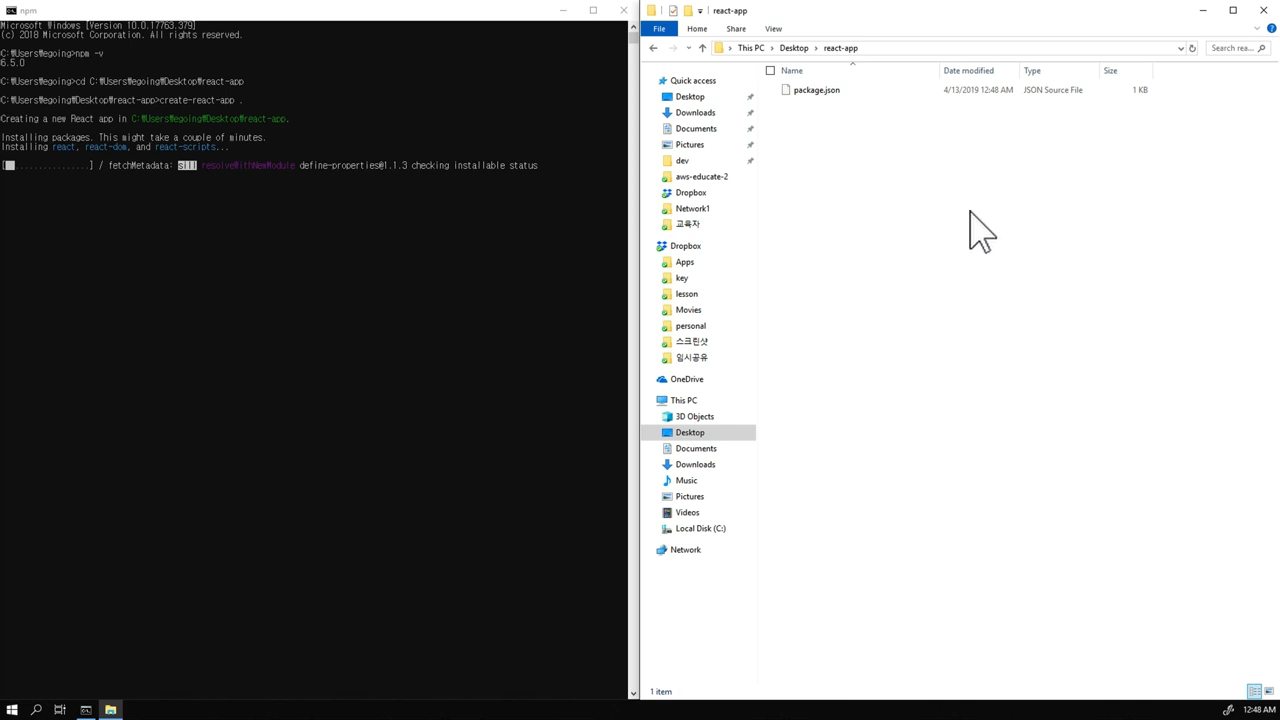 npm
Microsoft Windows [Version 10.0.17763.379]
(c) 2018 Microsoft Corporation. All rights reserved.
C:₩Users₩egoing>npm -v
6.5.0
C:₩Users₩egoing>cd C:₩Users₩egoing₩Desktop₩react-app
C:₩Users₩egoing₩Desktop₩react-app>create-react-app .
Creating a new React app in C:₩Users₩egoing₩Desktop₩react-app.
Installing packages. This might take a couple of minutes.
Installing react, react-dom, and react-scripts...
[ ................] / fetchMetadata: sill resolveWithNewModule define-properties@1.1.3 checking installable status
react-app
File Home Share View
This PC Desktop react-app
Search rea...
Name Date modified Type Size
package.json 4/13/2019 12:48 AM JSON Source File 1 KB
Quick access
Desktop
Downloads
Documents
Pictures
dev
aws-educate-2
Dropbox
Network1
교육자
Dropbox
Apps
key
lesson
Movies
personal
스크린샷
임시공유
OneDrive
This PC
3D Objects
Desktop
Documents
Downloads
Music
Pictures
Videos
Local Disk (C:)
Network
1 item
12:48 AM